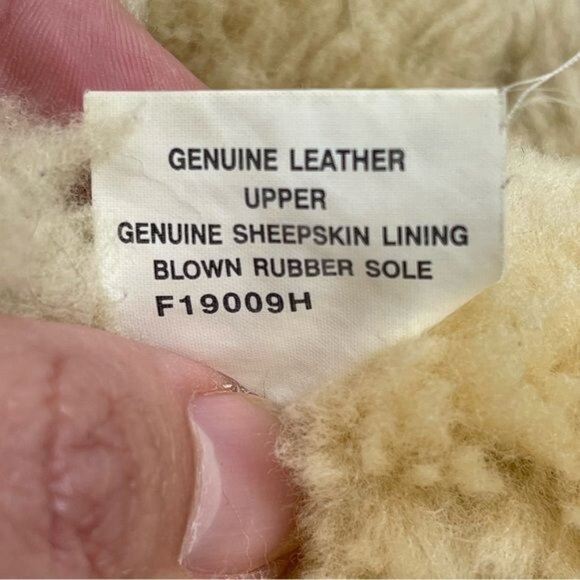 GENUINE LEATHER
UPPER
GENUINE SHEEPSKIN LINING
BLOWN RUBBER SOLE
F19009H